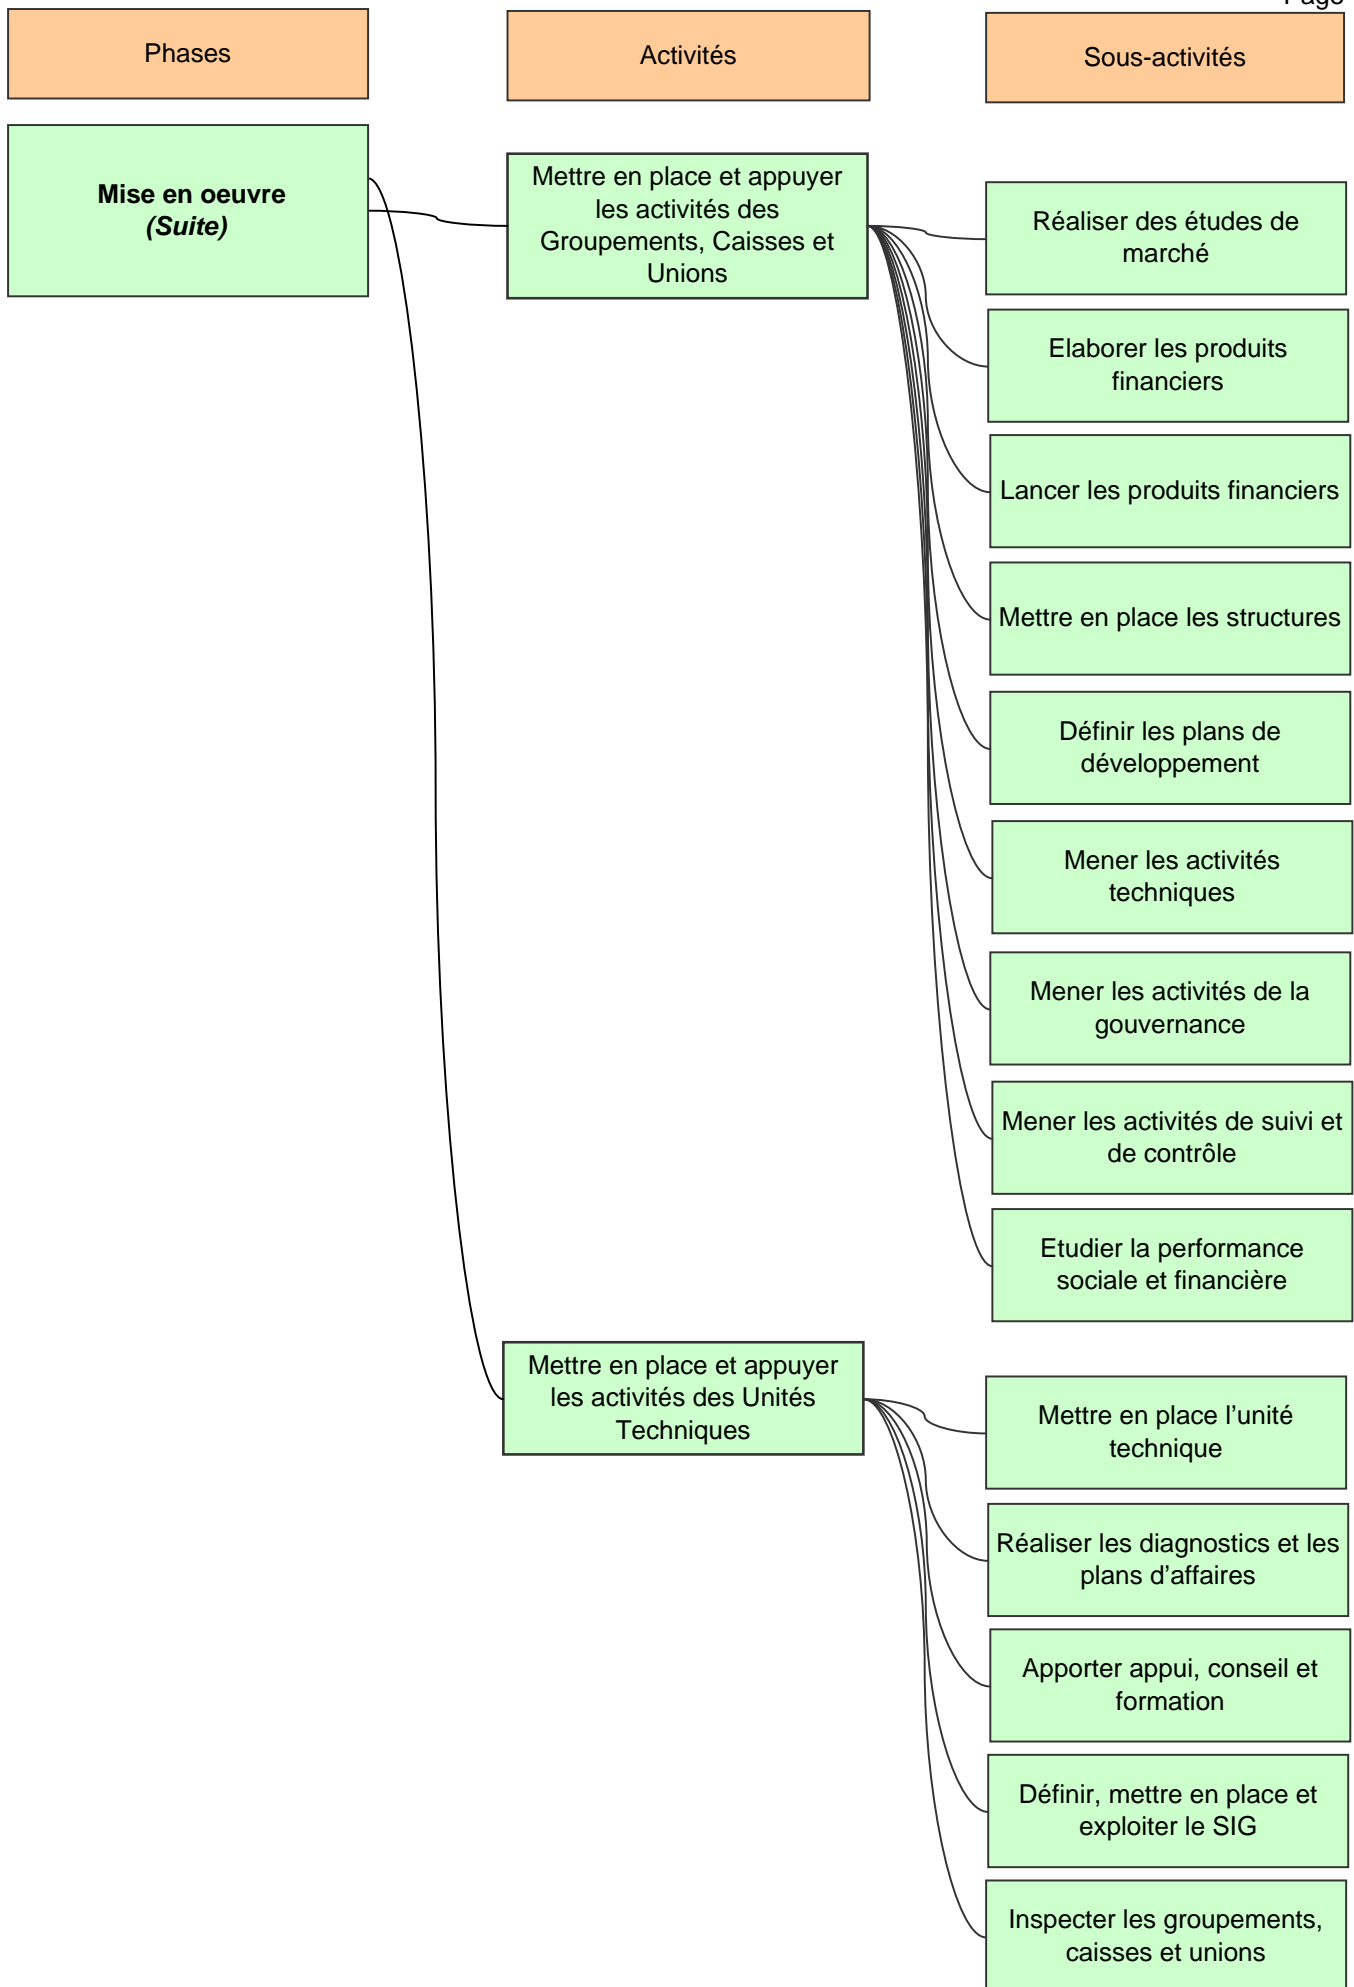 Page
Phases
Activités
Sous-activités
Mise en oeuvre
(Suite)
Mettre en place et appuyer
les activités des
Groupements, Caisses et
Unions
Réaliser des études de
marché
Elaborer les produits
financiers
Lancer les produits financiers
Mettre en place les structures
Définir les plans de
développement
Mener les activités
techniques
Mener les activités de la
gouvernance
Mener les activités de suivi et
de contrôle
Etudier la performance
sociale et financière
Mettre en place et appuyer
les activités des Unités
Techniques
Mettre en place l’unité
technique
Réaliser les diagnostics et les
plans d’affaires
Apporter appui, conseil et
formation
Définir, mettre en place et
exploiter le SIG
Inspecter les groupements,
caisses et unions